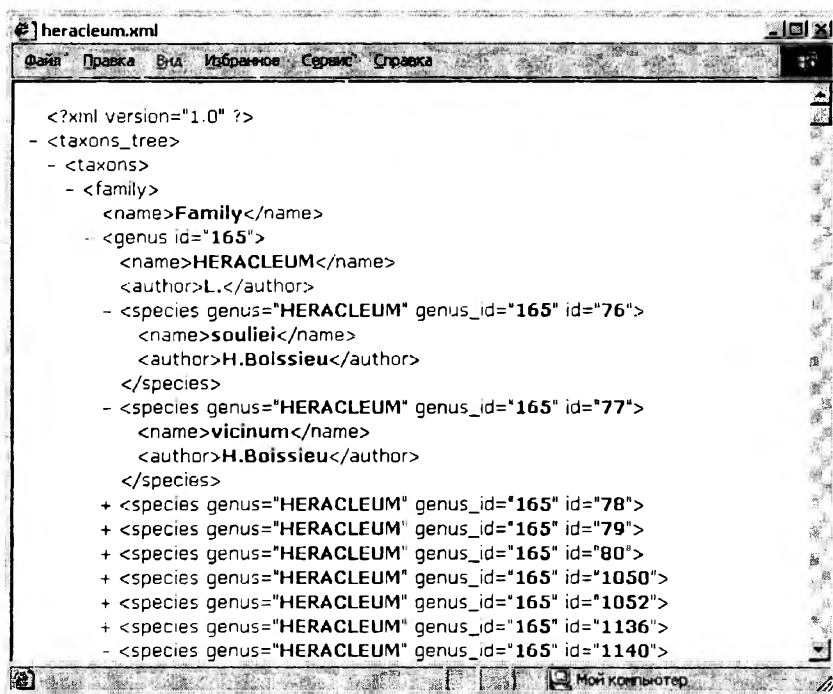 heracleum.xml
Файл Правка Вид Избранное Сервис Справка
<?xml version="1.0" ?>
- <taxons_tree>
- <taxons>
- <family>
<name>Family</name>
- <genus id="165">
<name>HERACLEUM</name>
<author>L.</author>
- <species genus="HERACLEUM" genus_id="165" id="76">
<name>souliei</name>
<author>H.Boissieu</author>
</species>
- <species genus="HERACLEUM" genus_id="165" id="77">
<name>vicinum</name>
<author>H.Boissieu</author>
</species>
+ <species genus="HERACLEUM" genus_id="165" id="78">
+ <species genus="HERACLEUM" genus_id="165" id="79">
+ <species genus="HERACLEUM" genus_id="165" id="80">
+ <species genus="HERACLEUM" genus_id="165" id="1050">
+ <species genus="HERACLEUM" genus_id="165" id="1052">
+ <species genus="HERACLEUM" genus_id="165" id="1136">
- <species genus="HERACLEUM" genus_id="165" id="1140">
Мой компьютер